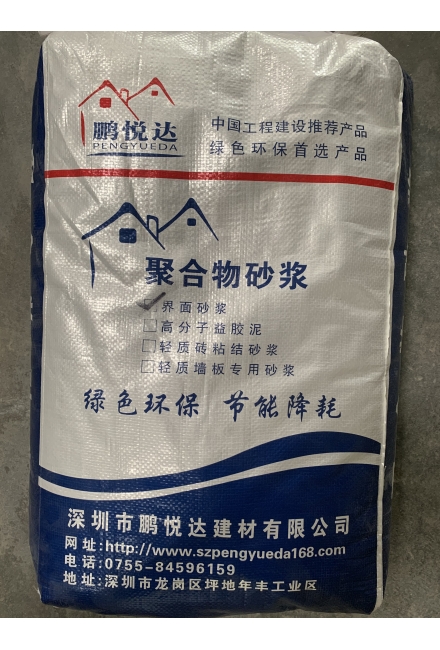 鹏悦达
PENGYUEDA
中国工程建设推荐产品
绿色环保首选产品
聚合物砂浆
界面砂浆
高分子益胶泥
轻质砖粘结砂浆
轻质墙板专用砂浆
绿色环保 节能降耗
深圳市鹏悦达建材有限公司
网址:http://www.szpengyueda168.com
电话:0755-84596159
地址:深圳市龙岗区坪地年丰工业区